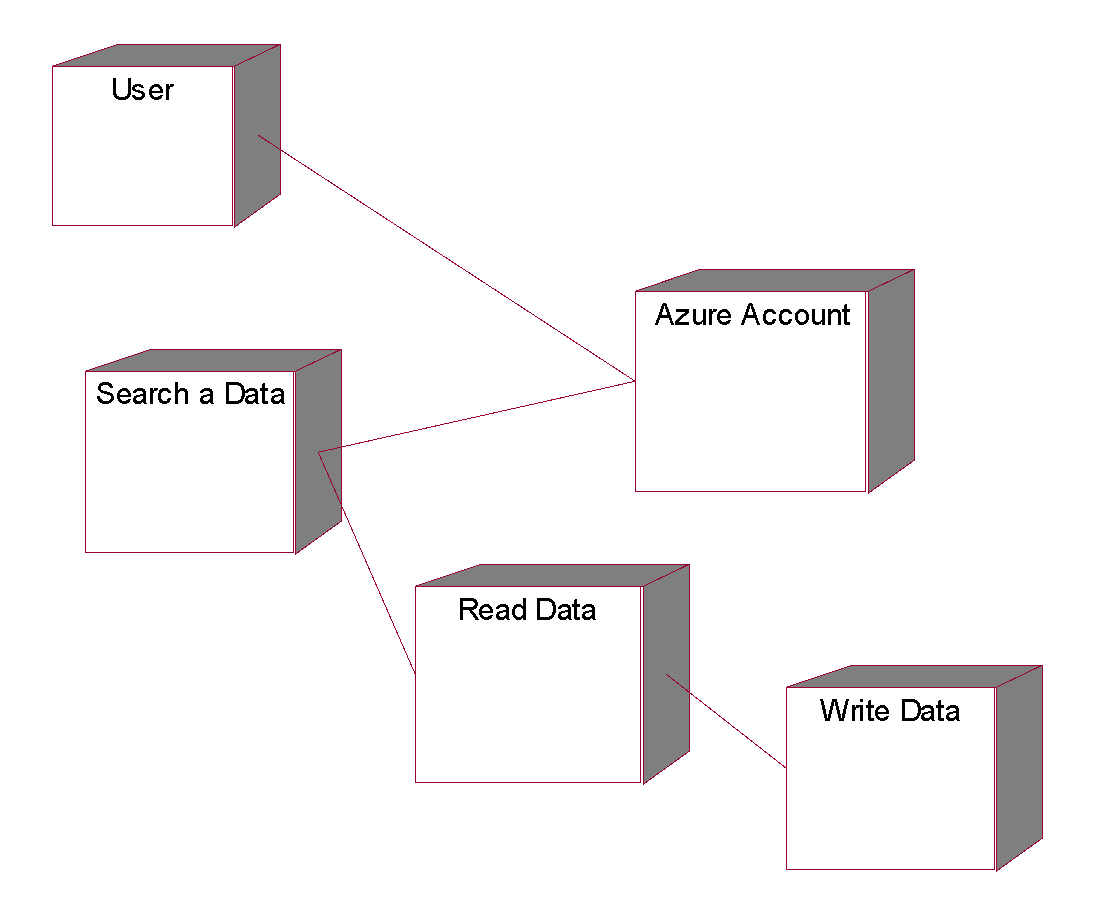 User
Azure Account
Search a Data
Read Data
Write Data